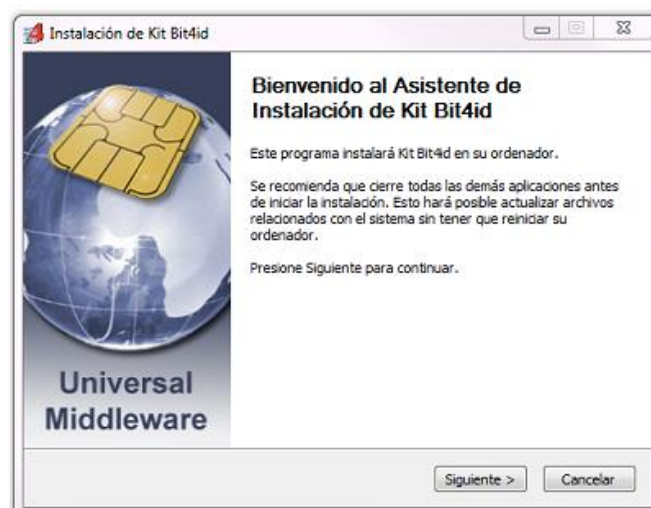 Instalación de Kit Bit4id
Bienvenido al Asistente de
Instalación de Kit Bit4id
Este programa instalará Kit Bit4id en su ordenador.
Se recomienda que cierre todas las demás aplicaciones antes
de iniciar la instalación. Esto hará posible actualizar archivos
relacionados con el sistema sin tener que reiniciar su
ordenador.
Presione Siguiente para continuar.
Universal
Middleware
Siguiente >
Cancelar